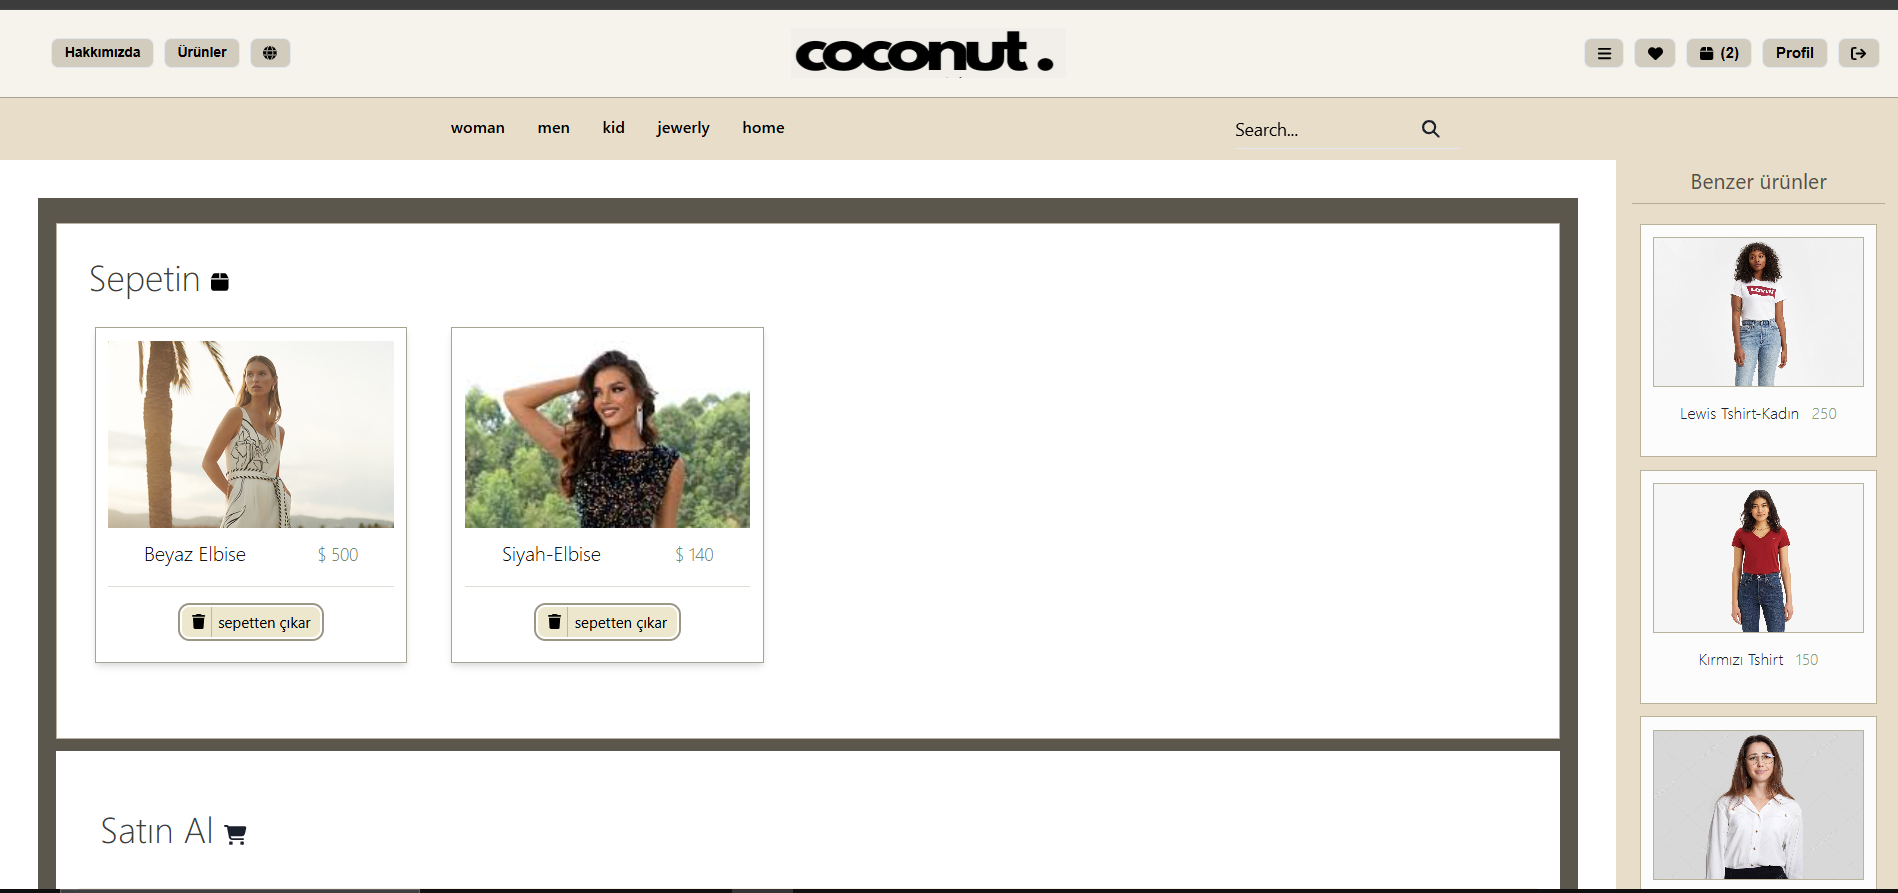 Hakkımızda Ürünler
coconut.
(2) Profil
woman men kid jewerly home
Search...
Sepetin
Beyaz Elbise $ 500
sepetten çıkar
Siyah-Elbise $ 140
sepetten çıkar
Satın Al
Benzer ürünler
Lewis Tshirt-Kadın 250
Kırmızı Tshirt 150